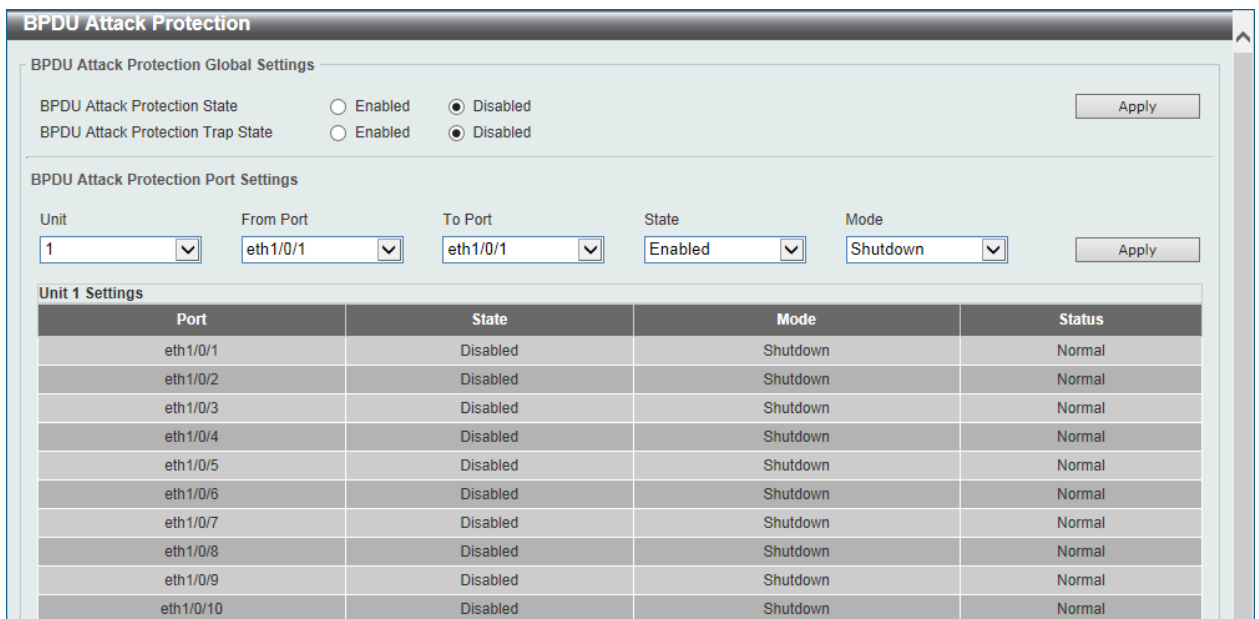 BPDU Attack Protection
BPDU Attack Protection Global Settings
BPDU Attack Protection State Enabled Disabled Apply
BPDU Attack Protection Trap State Enabled Disabled
BPDU Attack Protection Port Settings
Unit From Port To Port State Mode
1 eth1/0/1 eth1/0/1 Enabled Shutdown Apply
Unit 1 Settings
Port State Mode Status
eth1/0/1 Disabled Shutdown Normal
eth1/0/2 Disabled Shutdown Normal
eth1/0/3 Disabled Shutdown Normal
eth1/0/4 Disabled Shutdown Normal
eth1/0/5 Disabled Shutdown Normal
eth1/0/6 Disabled Shutdown Normal
eth1/0/7 Disabled Shutdown Normal
eth1/0/8 Disabled Shutdown Normal
eth1/0/9 Disabled Shutdown Normal
eth1/0/10 Disabled Shutdown Normal